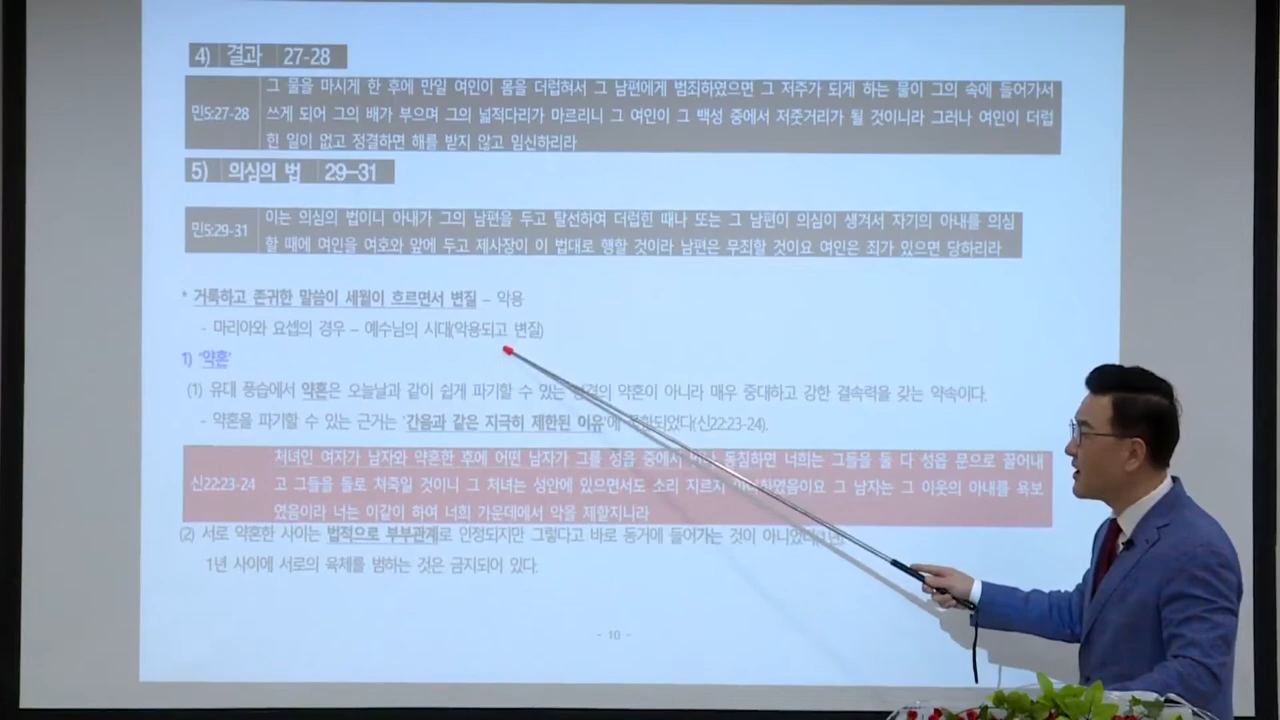 4) 결과 27-28
그 물을 마시게 한 후에 만일 여인이 몸을 더럽혀서 그 남편에게 범죄하였으면 그 저주가 되게 하는 물이 그의 속에 들어가서
민5:27-28 쓰게 되어 그의 배가 부으며 그의 넓적다리가 마르리니 그 여인이 그 백성 중에서 저줏거리가 될 것이니라 그러나 여인이 더럽
힌 일이 없고 정결하면 해를 받지 않고 임신하리라
5) 의심의 법 29-31
민5:29-31 이는 의심의 법이니 아내가 그의 남편을 두고 탈선하여 더럽힌 때나 또는 그 남편이 의심이 생겨서 자기의 아내를 의심
할 때에 여인을 여호와 앞에 두고 제사장이 이 법대로 행할 것이라 남편은 무죄할 것이요 여인은 죄가 있으면 당하리라
* 거룩하고 존귀한 말씀이 세월이 흐르면서 변질 – 악용
- 마리아와 요셉의 경우 – 예수님의 시대(악용되고 변질)
1) '약혼'
(1) 유대 풍습에서 약혼은 오늘날과 같이 쉽게 파기할 수 있는 약혼이 아니라 매우 중대하고 강한 결속력을 갖는 약속이다.
- 약혼을 파기할 수 있는 근거는 '간음과 같은 지극히 제한된 이유'에 (신22:23-24).
처녀인 여자가 남자와 약혼한 후에 어떤 남자가 그를 성읍 중에서 동침하면 너희는 그들을 둘 다 성읍 문으로 끌어내
신22:23-24 고 그들을 돌로 쳐죽일 것이니 그 처녀는 성안에 있으면서도 소리 지르지 그 남자는 그 이웃의 아내를 욕보
였음이라 너는 이같이 하여 너희 가운데에서 악을 제할지니라
(2) 서로 약혼한 사이는 법적으로 부부관계로 인정되지만 그렇다고 바로 동거에 들어가는 것이 아니었다(1년)
1년 사이에 서로의 육체를 범하는 것은 금지되어 있다.
- 10 -